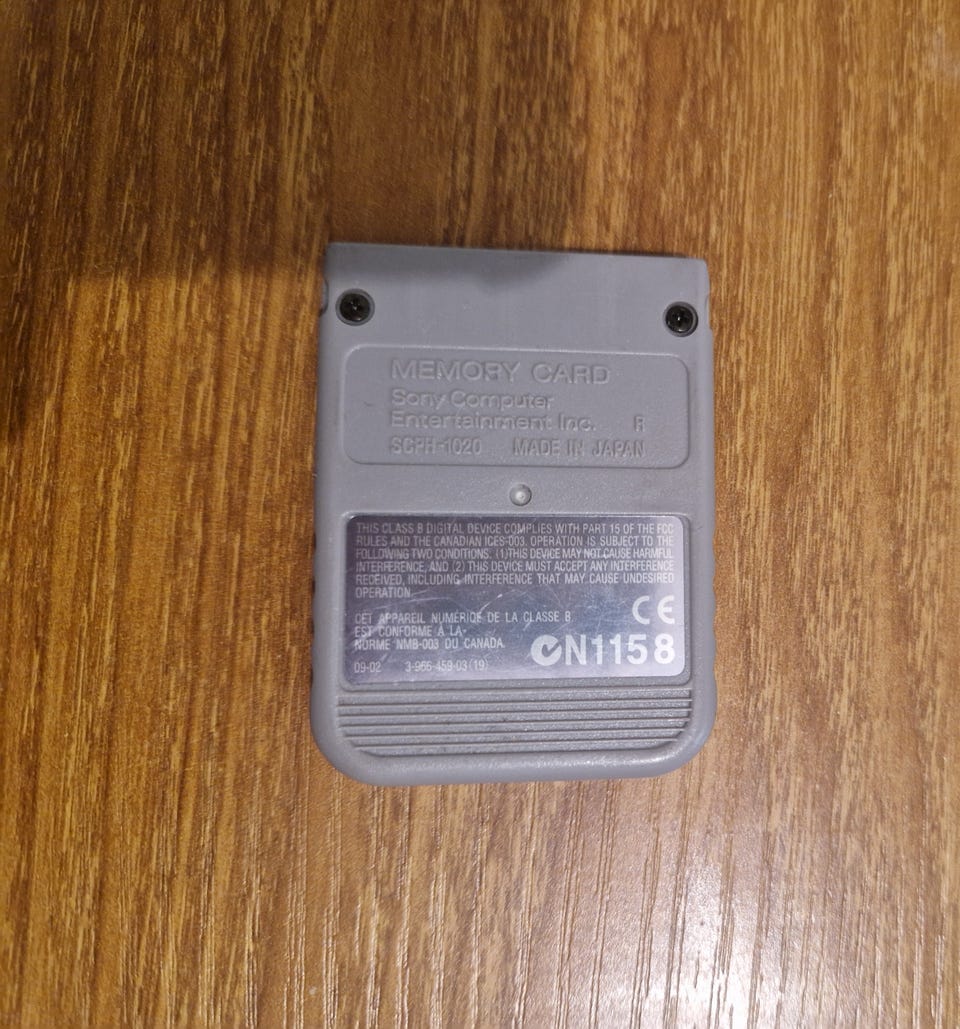 MEMORY CARD
Sony Computer
Entertainment Inc. R
SCPH-1020 MADE IN JAPAN
THIS CLASS B DIGITAL DEVICE COMPLIES WITH PART 15 OF THE FCC
RULES AND THE CANADIAN ICES-003. OPERATION IS SUBJECT TO THE
FOLLOWING TWO CONDITIONS: (1)THIS DEVICE MAY NOT CAUSE HARMFUL
INTERFERENCE, AND (2) THIS DEVICE MUST ACCEPT ANY INTERFERENCE
RECEIVED, INCLUDING INTERFERENCE THAT MAY CAUSE UNDESIRED
OPERATION.
CET APPAREIL NUMERIQE DE LA CLASSE B
EST CONFORME A LA-
NORME NMB-003 DU CANADA
CE
N1158
09-02 3-966-459-03 (19)